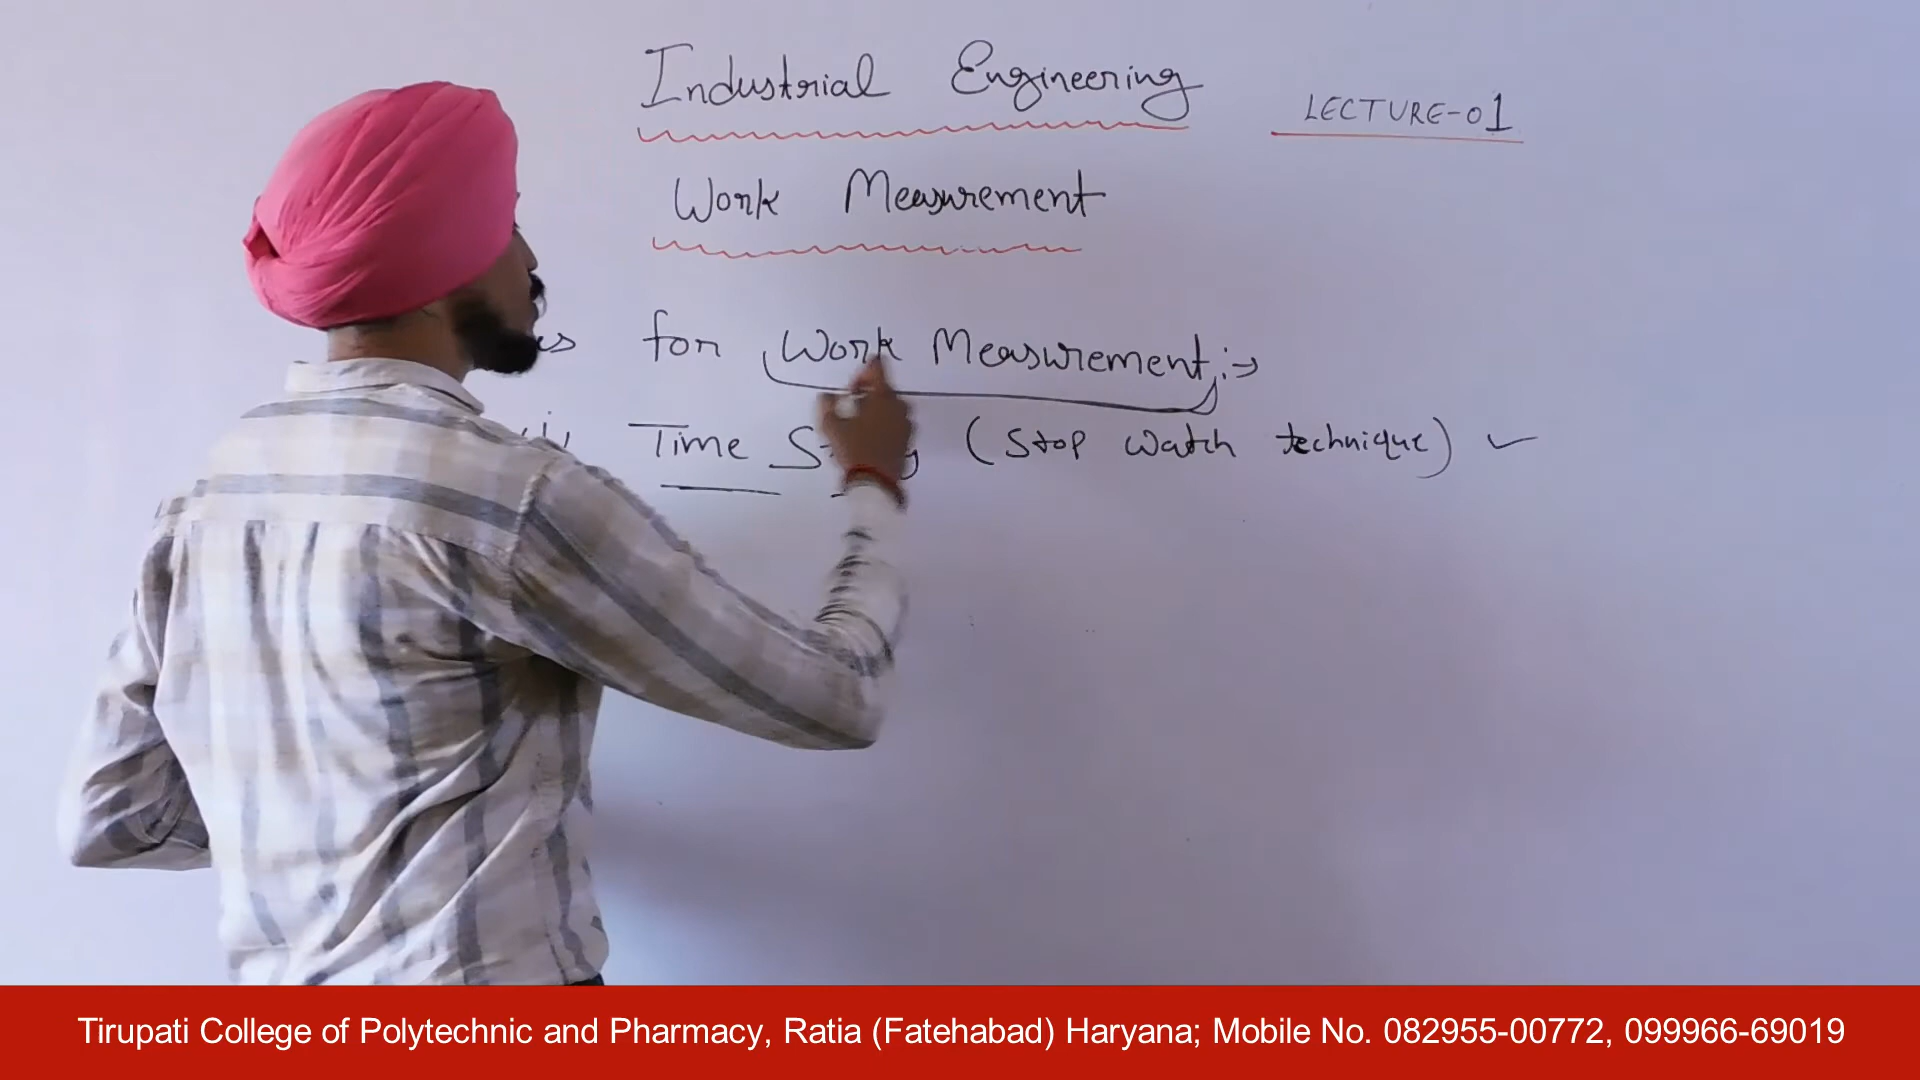 Industrial Engineering
LECTURE-01
Work Measurement
for Work Measurement :->
Time (Stop Watch technique) ✓
Tirupati College of Polytechnic and Pharmacy, Ratia (Fatehabad) Haryana; Mobile No. 082955-00772, 099966-69019